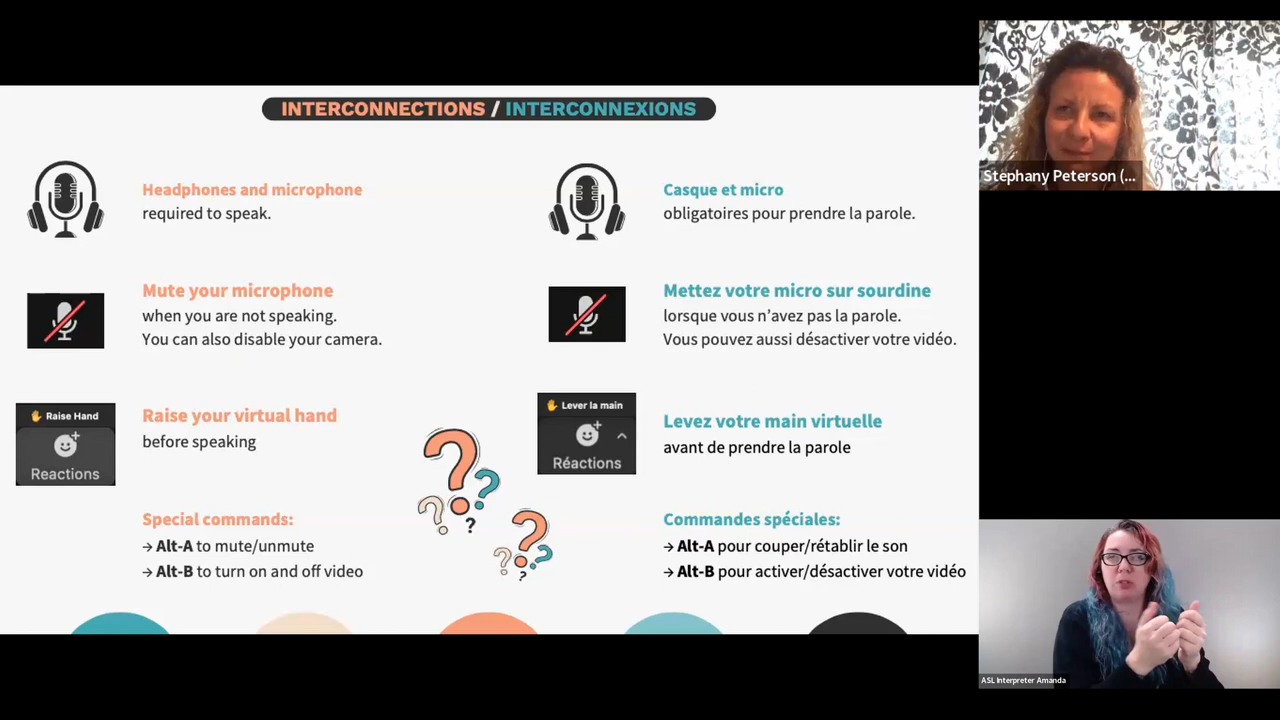 INTERCONNECTIONS / INTERCONNEXIONS
Headphones and microphone
required to speak.
Mute your microphone
when you are not speaking.
You can also disable your camera.
Raise Hand
Reactions
Raise your virtual hand
before speaking
Special commands:
→ Alt-A to mute/unmute
→ Alt-B to turn on and off video
? ? ? ?
? ? ? ?
Casque et micro
obligatoires pour prendre la parole.
Mettez votre micro sur sourdine
lorsque vous n’avez pas la parole.
Vous pouvez aussi désactiver votre vidéo.
Lever la main
Réactions
Levez votre main virtuelle
avant de prendre la parole
Commandes spéciales:
→ Alt-A pour couper/rétablir le son
→ Alt-B pour activer/désactiver votre vidéo
Stephany Peterson (...
ASL Interpreter Amanda